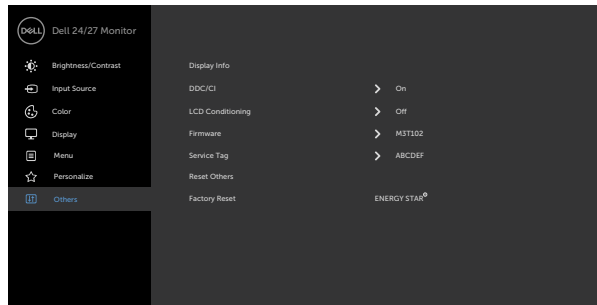 DELL Dell 24/27 Monitor
Brightness/Contrast Display Info
Input Source DDC/CI On
Color LCD Conditioning Off
Display Firmware M3T102
Menu Service Tag ABCDEF
Personalize Reset Others
Others Factory Reset ENERGY STAR®